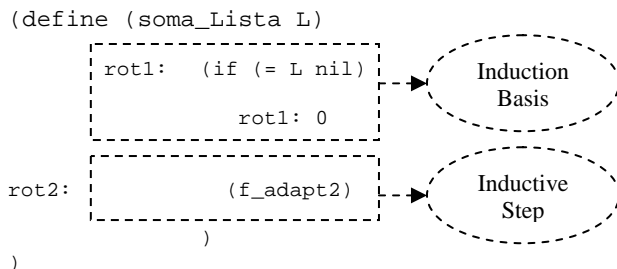 (define (soma_Lista L)
rot1: (if (= L nil)
rot1: 0
Induction
Basis
rot2: (f_adapt2)
Inductive
Step
)
)